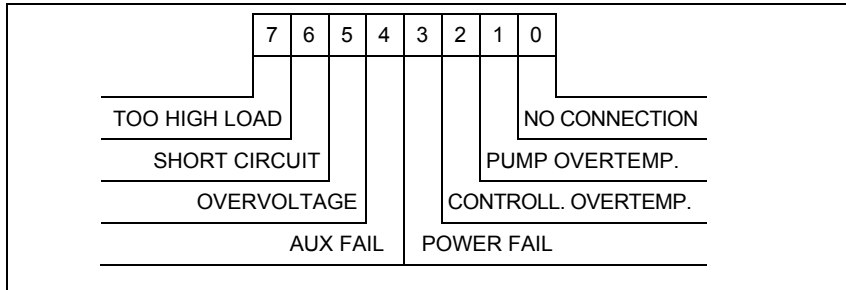 7 6 5 4 3 2 1 0
TOO HIGH LOAD NO CONNECTION
SHORT CIRCUIT PUMP OVERTEMP.
OVERVOLTAGE CONTROLL. OVERTEMP.
AUX FAIL POWER FAIL